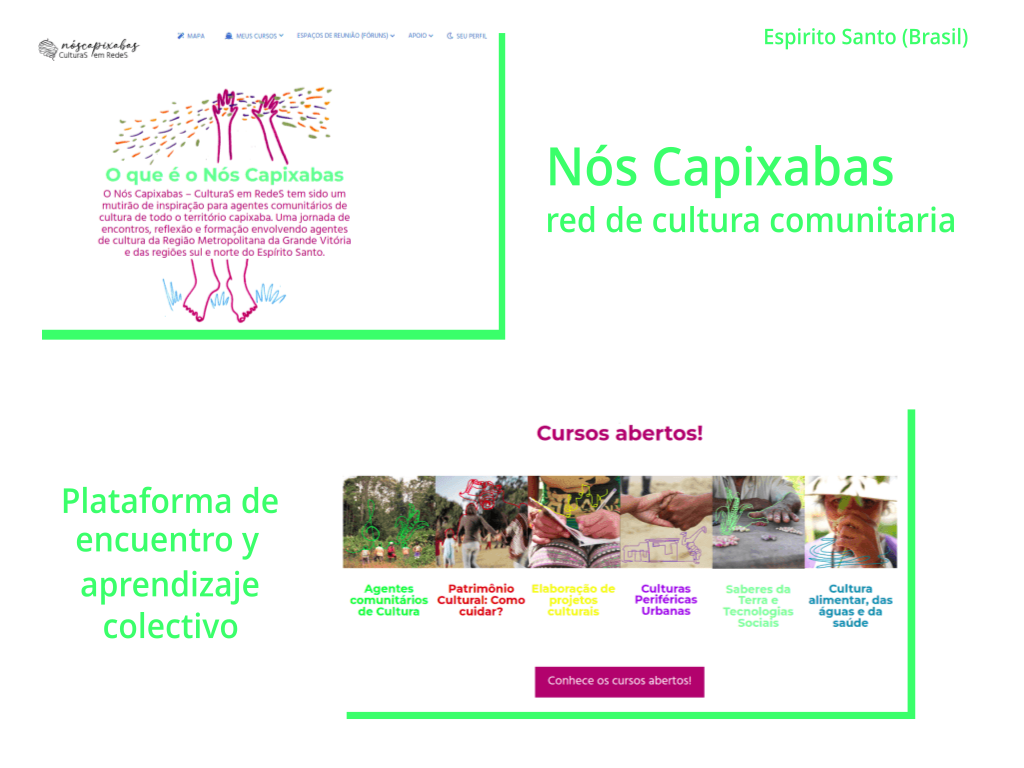 nóscapixabas
CulturaS em RedeS
MAPA
MEUS CURSOS
ESPAÇOS DE REUNIÃO (FÓRUNS)
APOIO
SEU PERFIL
Espirito Santo (Brasil)
O que é o Nós Capixabas
O Nós Capixabas – CulturaS em RedeS tem sido um
mutirão de inspiração para agentes comunitários de
cultura de todo o território capixaba. Uma jornada de
encontros, reflexão e formação envolvendo agentes
de cultura da Região Metropolitana da Grande Vitória
e das regiões sul e norte do Espírito Santo.
Nós Capixabas
red de cultura comunitaria
Plataforma de
encuentro y
aprendizaje
colectivo
Cursos abertos!
Agentes
comunitários
de Cultura
Patrimônio
Cultural: Como
cuidar?
Elaboração de
projetos
culturais
Culturas
Periféricas
Urbanas
Saberes da
Terra e
Tecnologias
Sociais
Cultura
alimentar, das
águas e da
saúde
Conhece os cursos abertos!